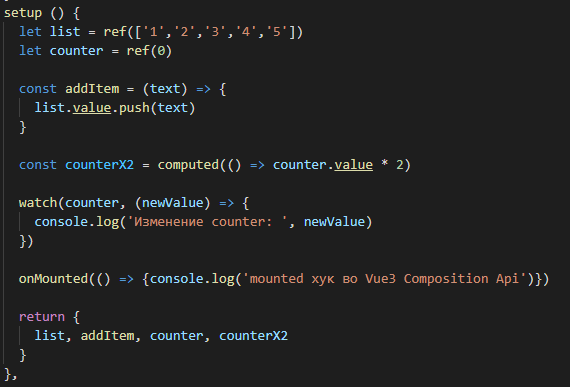 setup () {
let list = ref(['1','2','3','4','5'])
let counter = ref(0)
const addItem = (text) => {
list.value.push(text)
}
const counterX2 = computed(() => counter.value * 2)
watch(counter, (newValue) => {
console.log('Изменение counter: ', newValue)
})
onMounted(() => {console.log('mounted хук во Vue3 Composition Api')})
return {
list, addItem, counter, counterX2
}
},